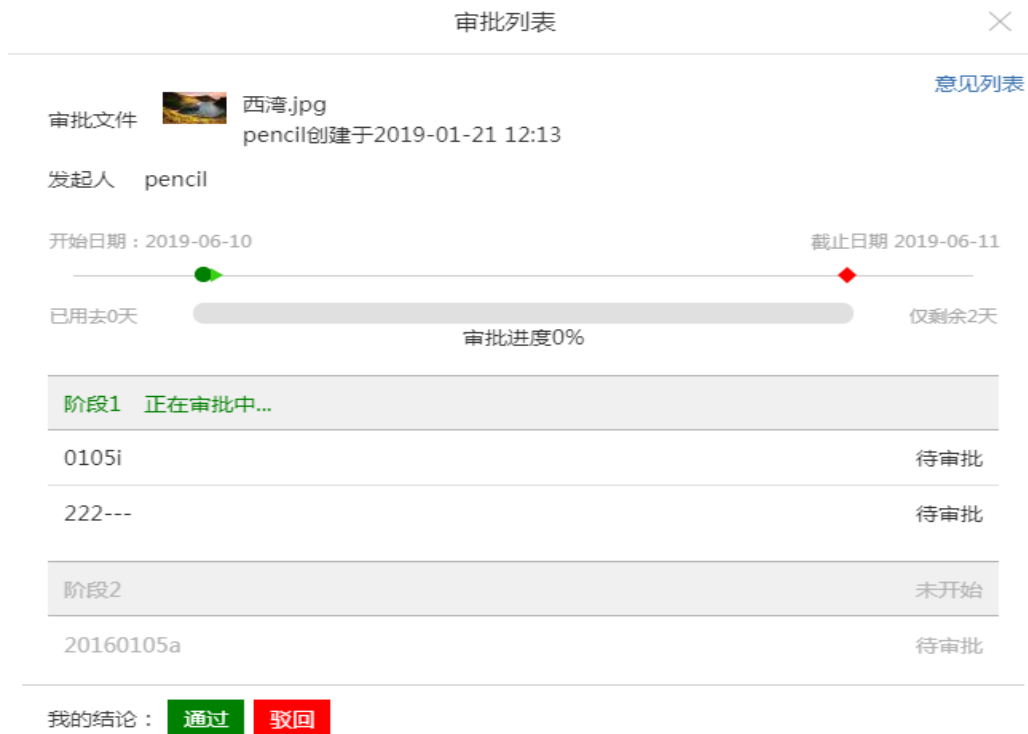 审批列表
意见列表
审批文件 西湾.jpg
pencil创建于2019-01-21 12:13
发起人 pencil
开始日期：2019-06-10 截止日期 2019-06-11
已用去0天 仅剩余2天
审批进度0%
阶段1 正在审批中...
0105i 待审批
222--- 待审批
阶段2 未开始
20160105a 待审批
我的结论： 通过 驳回